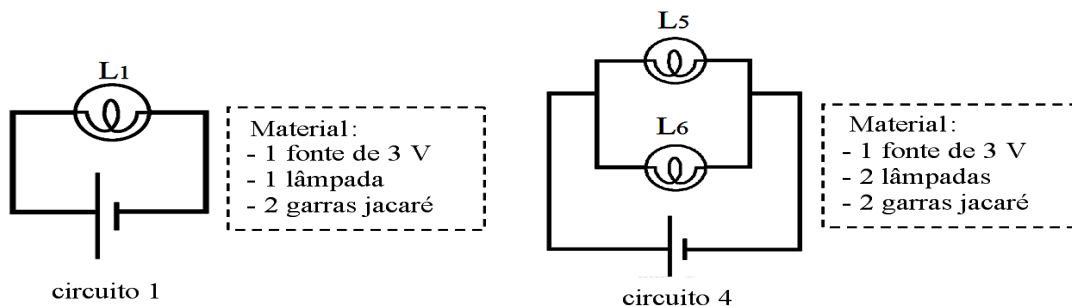 L1
Material:
- 1 fonte de 3 V
- 1 lâmpada
- 2 garras jacaré
circuito 1
L5
L6
Material:
- 1 fonte de 3 V
- 2 lâmpadas
- 2 garras jacaré
circuito 4